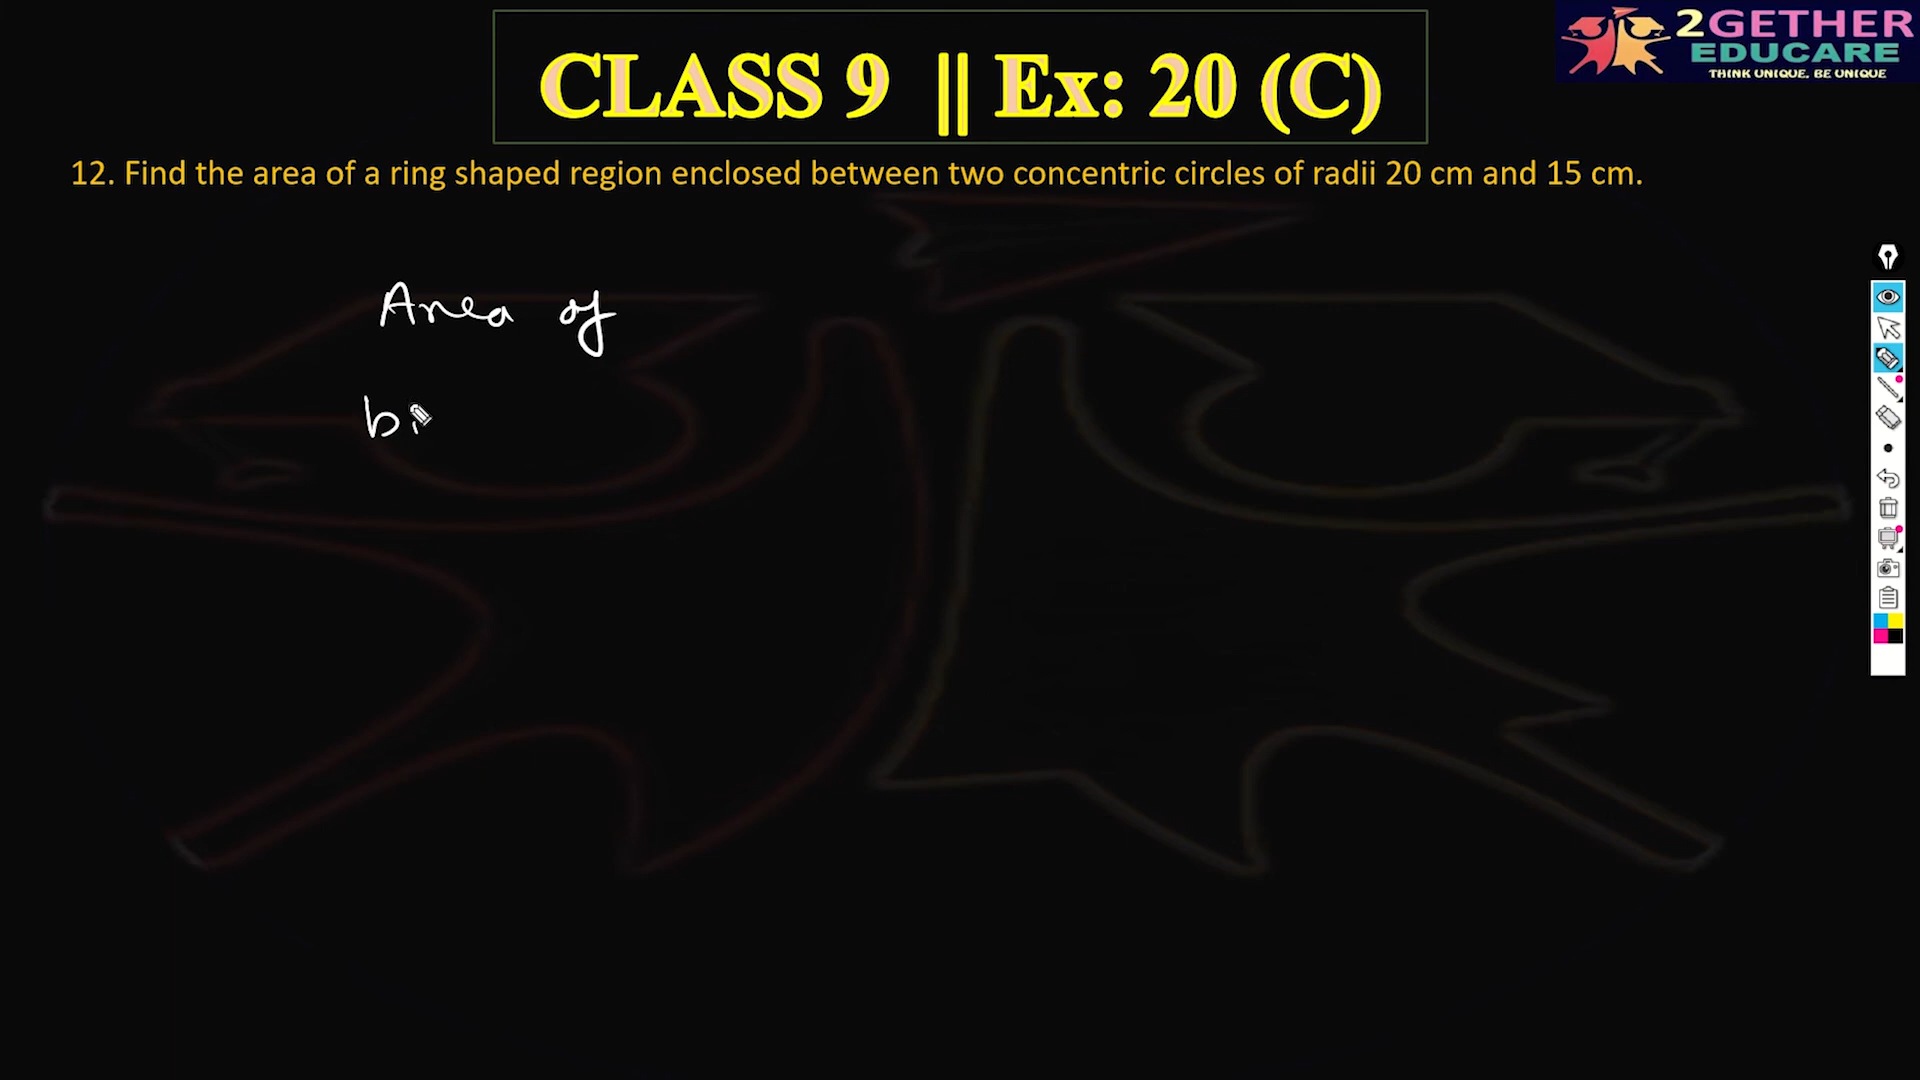 2GETHER
EDUCARE
THINK UNIQUE. BE UNIQUE
CLASS 9 || Ex: 20 (C)
12. Find the area of a ring shaped region enclosed between two concentric circles of radii 20 cm and 15 cm.
Area of
bi